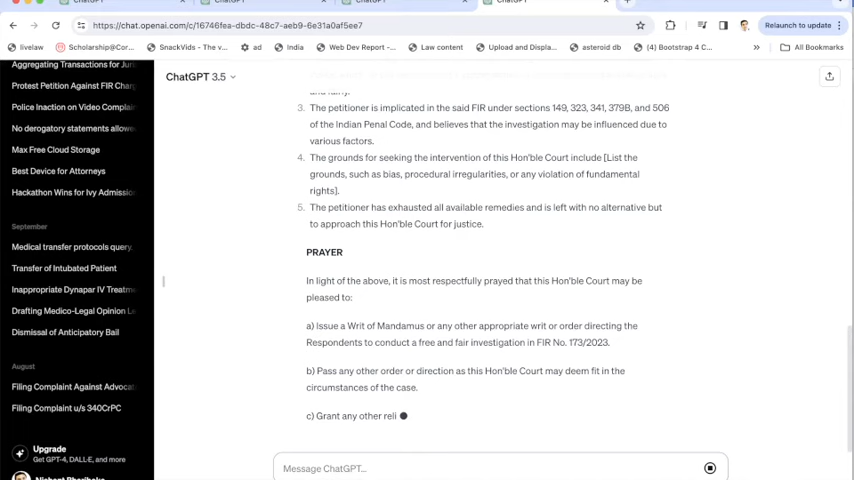 ChatGPT
ChatGPT
ChatGPT
ChatGPT
https://chat.openai.com/c/16746fea-dbdc-48c7-aeb9-6e31a0af5ee7
Relaunch to update
livelaw
Scholarship@Cor...
SnackVids - The v...
ad
India
Web Dev Report -...
Law content
Upload and Displa...
asteroid db
(4) Bootstrap 4 C...
»
All Bookmarks
Aggregating Transactions for Juri
Protest Petition Against FIR Chan
Police Inaction on Video Complai
No derogatory statements allowe
Max Free Cloud Storage
Best Device for Attorneys
Hackathon Wins for Ivy Admissio
September
Medical transfer protocols query.
Transfer of Intubated Patient
Inappropriate Dynapar IV Treatme
Drafting Medico-Legal Opinion Le
Dismissal of Anticipatory Bail
August
Filing Complaint Against Advocat
Filing Complaint u/s 340CrPC
Upgrade
Get GPT-4, DALL·E, and more
ChatGPT 3.5
3. The petitioner is implicated in the said FIR under sections 149, 323, 341, 379B, and 506
of the Indian Penal Code, and believes that the investigation may be influenced due to
various factors.
4. The grounds for seeking the intervention of this Hon'ble Court include [List the
grounds, such as bias, procedural irregularities, or any violation of fundamental
rights].
5. The petitioner has exhausted all available remedies and is left with no alternative but
to approach this Hon'ble Court for justice.
PRAYER
In light of the above, it is most respectfully prayed that this Hon'ble Court may be
pleased to:
a) Issue a Writ of Mandamus or any other appropriate writ or order directing the
Respondents to conduct a free and fair investigation in FIR No. 173/2023.
b) Pass any other order or direction as this Hon'ble Court may deem fit in the
circumstances of the case.
c) Grant any other reli
Message ChatGPT...